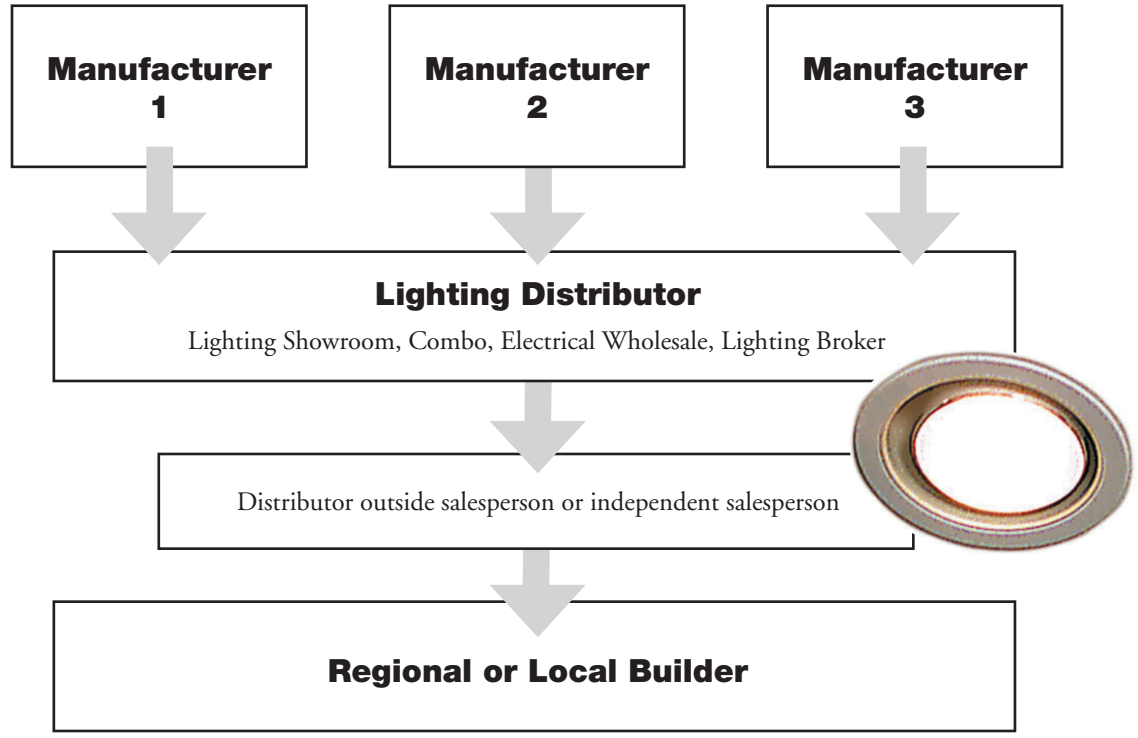 Manufacturer
1
Manufacturer
2
Manufacturer
3
Lighting Distributor
Lighting Showroom, Combo, Electrical Wholesale, Lighting Broker
Distributor outside salesperson or independent salesperson
Regional or Local Builder